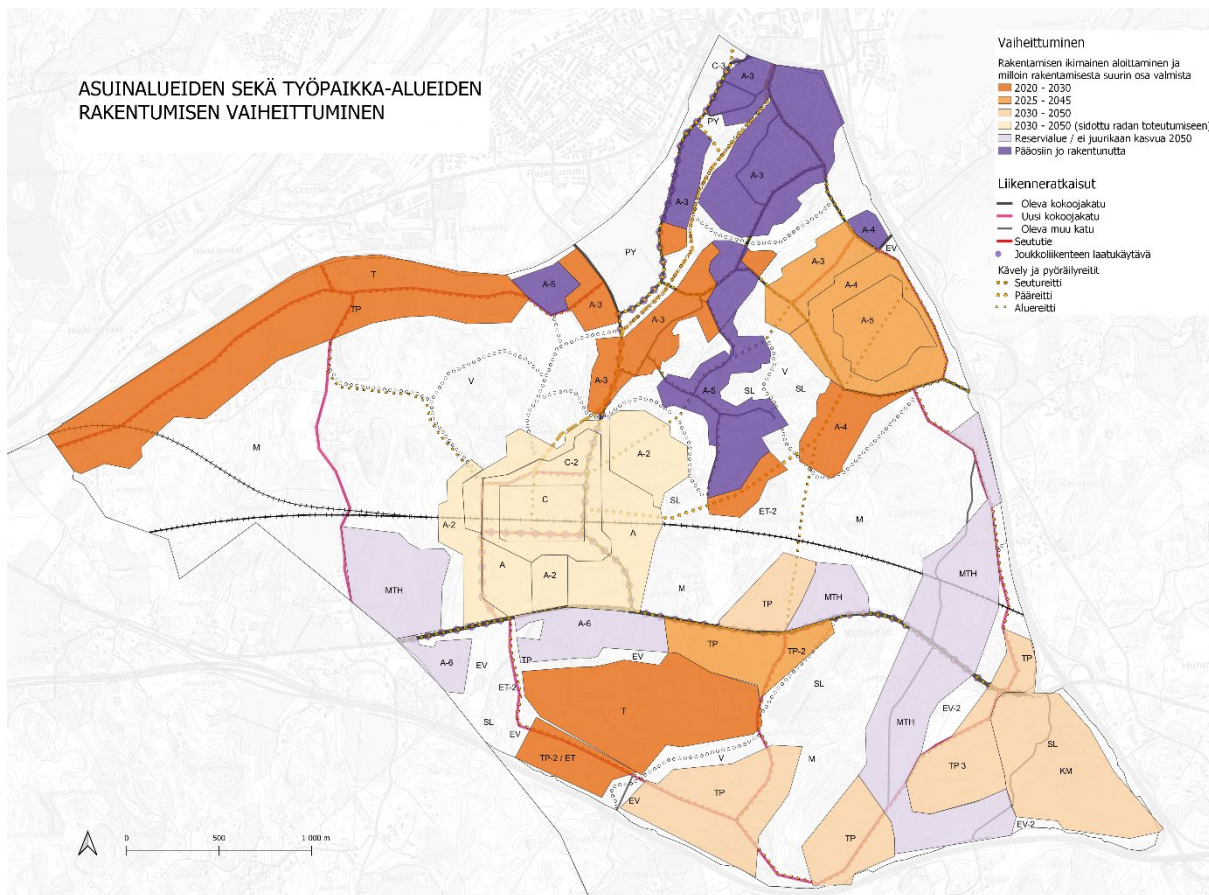 ASUINALUEIDEN SEKÄ TYÖPAIKKA-ALUEIDEN
RAKENTUMISEN VAIHEITTUMINEN
Vaiheittuminen
Rakentamisen ikimainen aloittaminen ja
milloin rakentamisesta suurin osa valmista
2020 - 2030
2025 - 2045
2030 - 2050
2030 - 2050 (sidottu radan toteutumiseen)
Reservialue / ei juurikaan kasvua 2050
Pääosiin jo rakentunutta
Liikenneratkaisut
Oleva kokoojakatu
Uusi kokoojakatu
Oleva muu katu
Seututie
Joukkoliikenteen laatukäytävä
Kävely ja pyöräilyreitit
Seutureitti
Pääreitti
Aluereitti
C-3
A-3
PY
A-3
A-3
A-4
EV
PY
A-3
A-4
T
A-5
A-3
A-3
A-5
TP
V
A-3
A-5
SL
V
SL
A-4
M
C-2
A-2
C
SL
ET-2
M
A-2
A
A
A-2
M
MTH
TP
MTH
MTH
A-6
A-6
EV
TP
EV
TP
TP-2
TP
ET-2
SL
EV
T
SL
EV-2
MTH
SL
TP-2 / ET
V
M
TP 3
KM
EV
TP
TP
EV-2
0
500
1 000 m